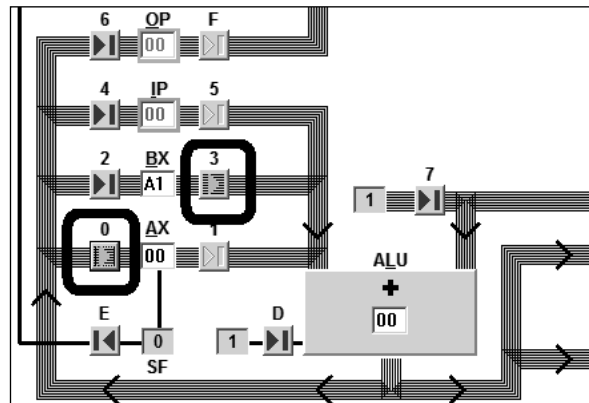 6 OP F
00
4 IP 5
00
2 BX 3
A1 1 7
0 AX 1
00 ALU
+
E D 00
0 1
SF